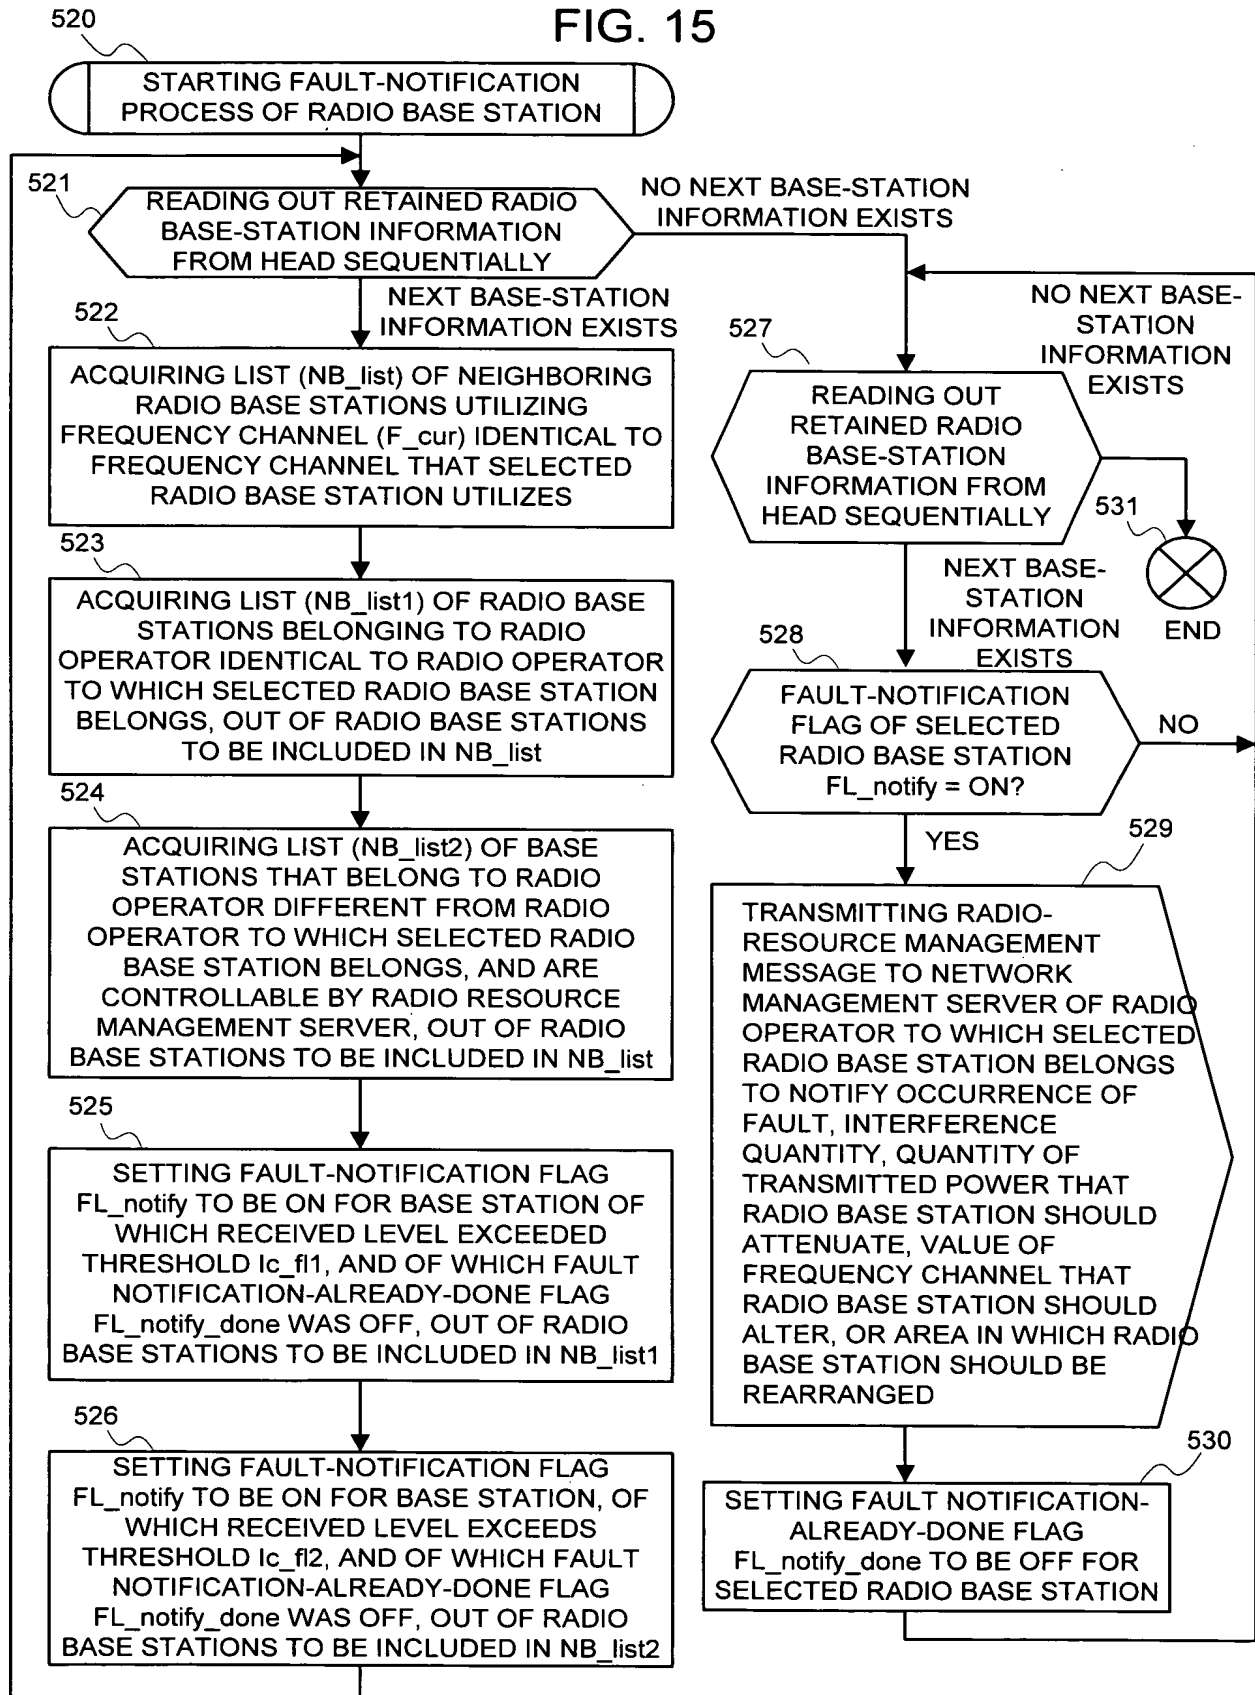 FIG. 15
520
STARTING FAULT-NOTIFICATION
PROCESS OF RADIO BASE STATION
521
READING OUT RETAINED RADIO
BASE-STATION INFORMATION
FROM HEAD SEQUENTIALLY
NO NEXT BASE-STATION
INFORMATION EXISTS
NEXT BASE-STATION
INFORMATION EXISTS
522
ACQUIRING LIST (NB_list) OF NEIGHBORING
RADIO BASE STATIONS UTILIZING
FREQUENCY CHANNEL (F_cur) IDENTICAL TO
FREQUENCY CHANNEL THAT SELECTED
RADIO BASE STATION UTILIZES
523
ACQUIRING LIST (NB_list1) OF RADIO BASE
STATIONS BELONGING TO RADIO
OPERATOR IDENTICAL TO RADIO OPERATOR
TO WHICH SELECTED RADIO BASE STATION
BELONGS, OUT OF RADIO BASE STATIONS
TO BE INCLUDED IN NB_list
524
ACQUIRING LIST (NB_list2) OF BASE
STATIONS THAT BELONG TO RADIO
OPERATOR DIFFERENT FROM RADIO
OPERATOR TO WHICH SELECTED RADIO
BASE STATION BELONGS, AND ARE
CONTROLLABLE BY RADIO RESOURCE
MANAGEMENT SERVER, OUT OF RADIO
BASE STATIONS TO BE INCLUDED IN NB_list
525
SETTING FAULT-NOTIFICATION FLAG
FL_notify TO BE ON FOR BASE STATION OF
WHICH RECEIVED LEVEL EXCEEDED
THRESHOLD Ic_fl1, AND OF WHICH FAULT
NOTIFICATION-ALREADY-DONE FLAG
FL_notify_done WAS OFF, OUT OF RADIO
BASE STATIONS TO BE INCLUDED IN NB_list1
526
SETTING FAULT-NOTIFICATION FLAG
FL_notify TO BE ON FOR BASE STATION, OF
WHICH RECEIVED LEVEL EXCEEDS
THRESHOLD Ic_fl2, AND OF WHICH FAULT
NOTIFICATION-ALREADY-DONE FLAG
FL_notify_done WAS OFF, OUT OF RADIO
BASE STATIONS TO BE INCLUDED IN NB_list2
527
READING OUT
RETAINED RADIO
BASE-STATION
INFORMATION FROM
HEAD SEQUENTIALLY
NO NEXT BASE-
STATION
INFORMATION
EXISTS
531
END
NEXT BASE-
STATION
INFORMATION
EXISTS
528
FAULT-NOTIFICATION
FLAG OF SELECTED
RADIO BASE STATION
FL_notify = ON?
NO
YES
529
TRANSMITTING RADIO-
RESOURCE MANAGEMENT
MESSAGE TO NETWORK
MANAGEMENT SERVER OF RADIO
OPERATOR TO WHICH SELECTED
RADIO BASE STATION BELONGS
TO NOTIFY OCCURRENCE OF
FAULT, INTERFERENCE
QUANTITY, QUANTITY OF
TRANSMITTED POWER THAT
RADIO BASE STATION SHOULD
ATTENUATE, VALUE OF
FREQUENCY CHANNEL THAT
RADIO BASE STATION SHOULD
ALTER, OR AREA IN WHICH RADIO
BASE STATION SHOULD BE
REARRANGED
530
SETTING FAULT NOTIFICATION-
ALREADY-DONE FLAG
FL_notify_done TO BE OFF FOR
SELECTED RADIO BASE STATION